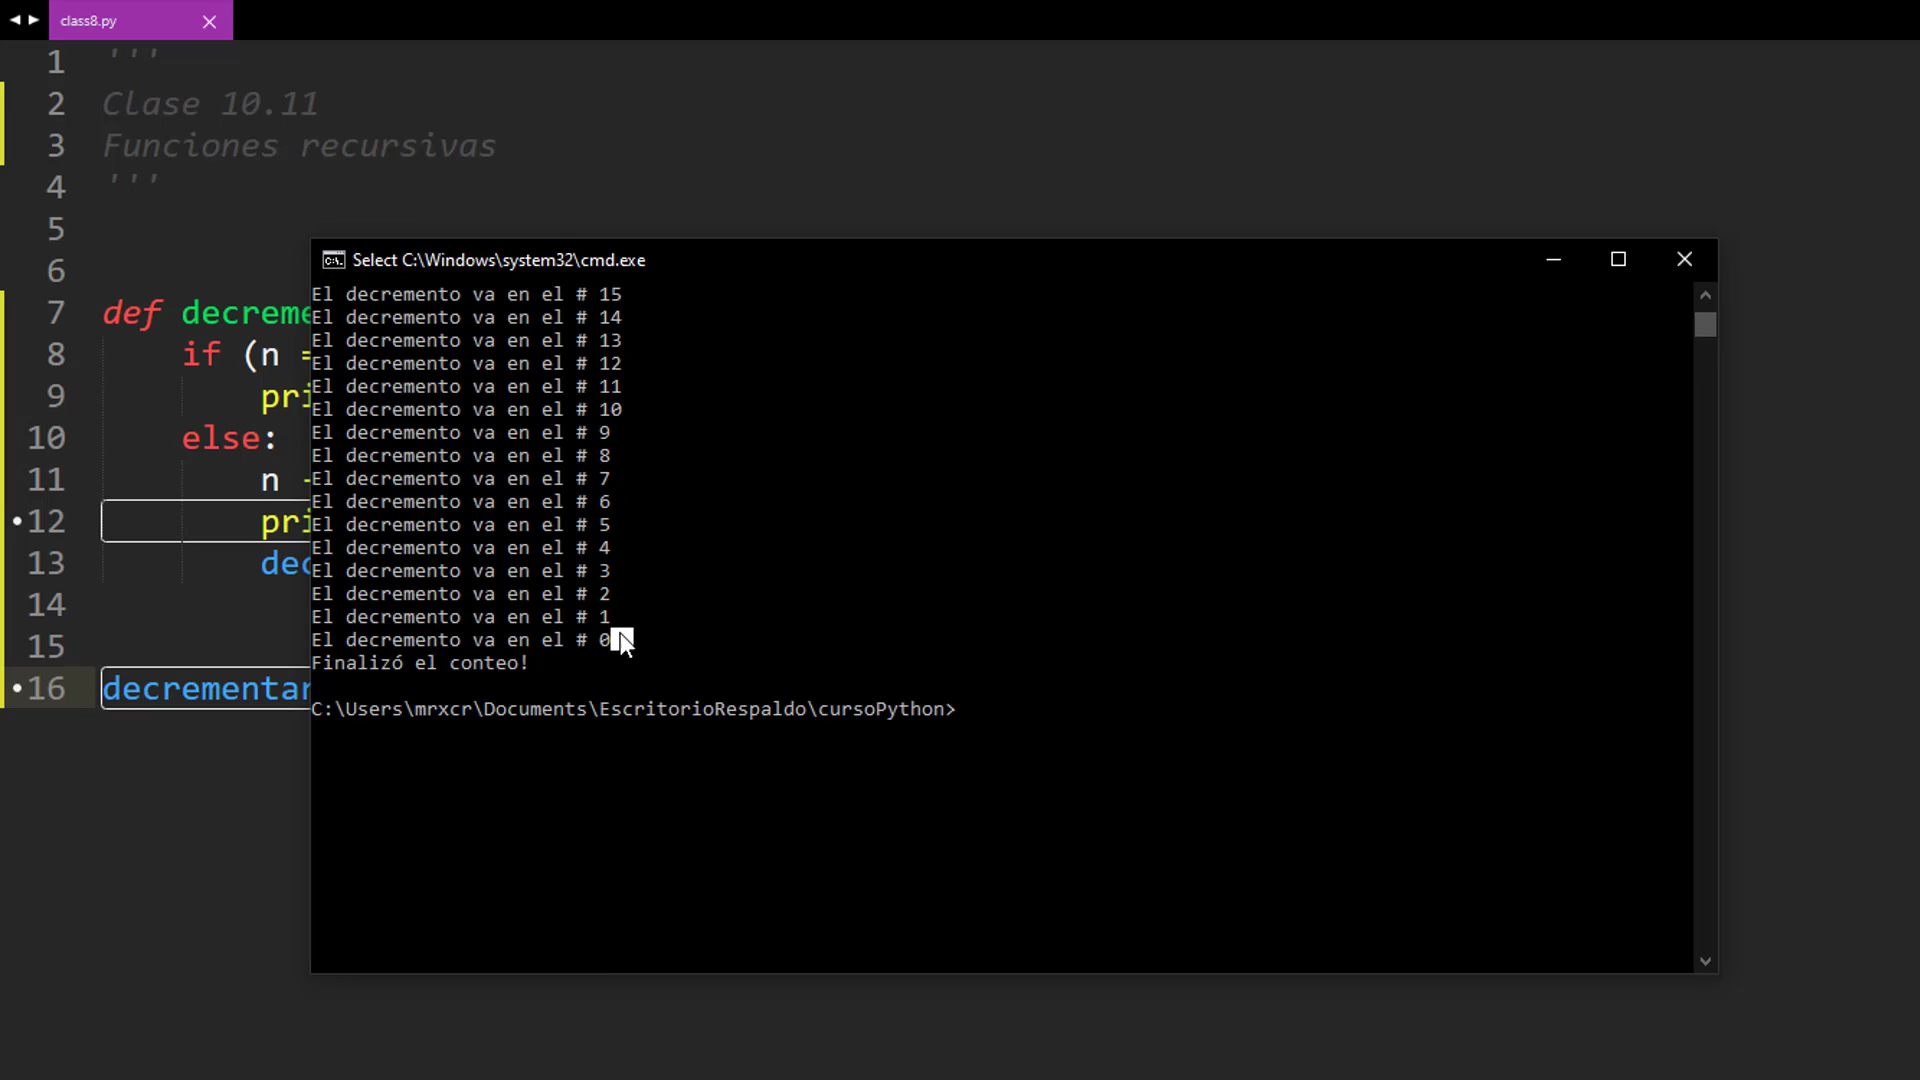 class8.py
1 '''
2 Clase 10.11
3 Funciones recursivas
4 '''
5
6
7 def
8 if (n
9
10 else:
11 n
12
13
14
15
16 decrementar
Select C:\Windows\system32\cmd.exe
El decremento va en el # 15
El decremento va en el # 14
El decremento va en el # 13
El decremento va en el # 12
El decremento va en el # 11
El decremento va en el # 10
El decremento va en el # 9
El decremento va en el # 8
El decremento va en el # 7
El decremento va en el # 6
El decremento va en el # 5
El decremento va en el # 4
El decremento va en el # 3
El decremento va en el # 2
El decremento va en el # 1
El decremento va en el # 0
Finalizó el conteo!
C:\Users\mrxcr\Documents\EscritorioRespaldo\cursoPython>